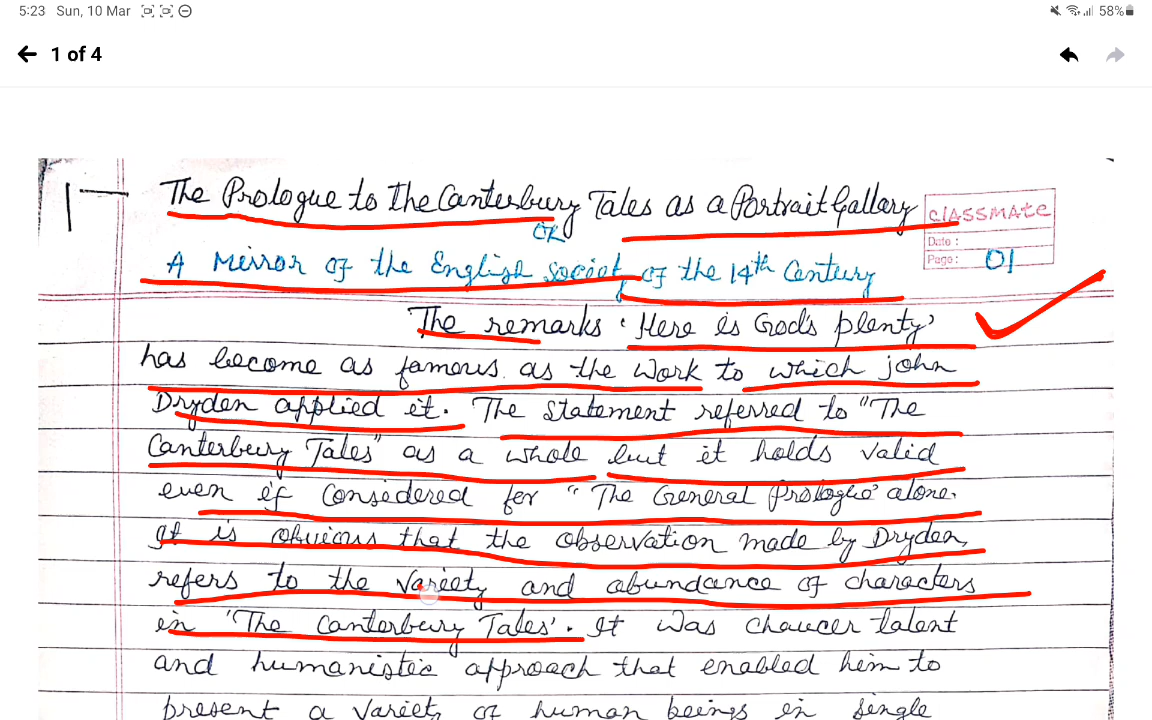 5:23 Sun, 10 Mar
58%
1 of 4
1
The Prologue to the Canterbury Tales as a Portrait Gallary
OR
A Mirror of the English Society of the 14th Century
CLASSMATE
Date :
Page: 01
The remarks 'Here is God's plenty'
has become as famous as the work to which john
Dryden applied it. The statement referred to "The
Canterbury Tales" as a whole but it holds valid
even if considered for "The General Prologue' alone.
It is obvious that the observation made by Dryden,
refers to the variety and abundance of characters
in 'The Canterbury Tales'. It was chaucer talent
and humanistic approach that enabled him to
present a variety of human beings in single